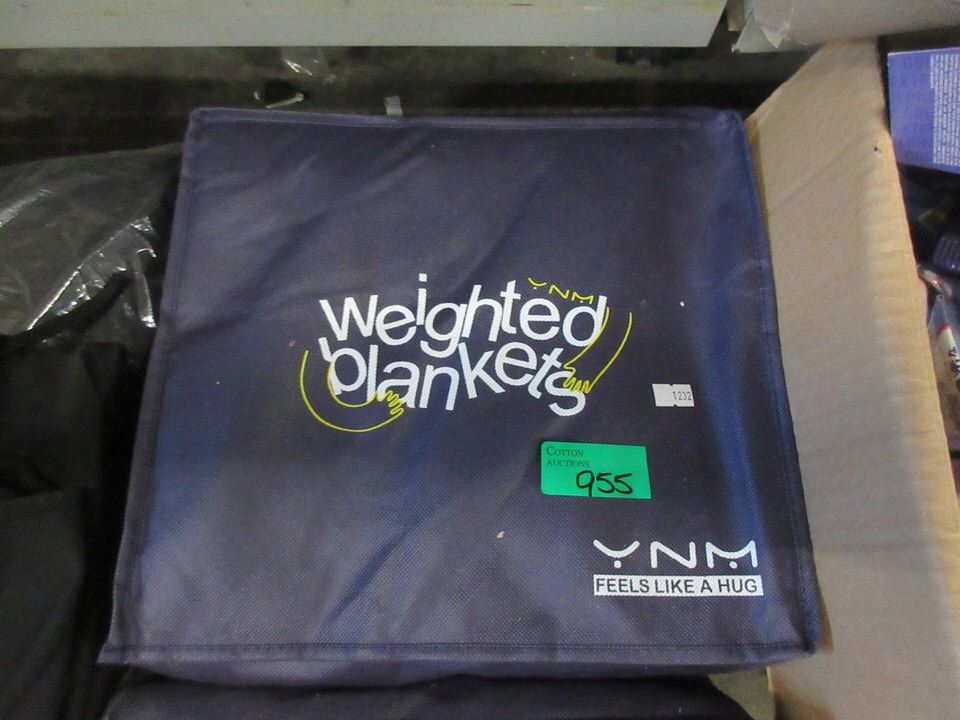 YNM
Weighted
blankets
1232
COTTON
AUCTIONS
955
YNM
FEELS LIKE A HUG